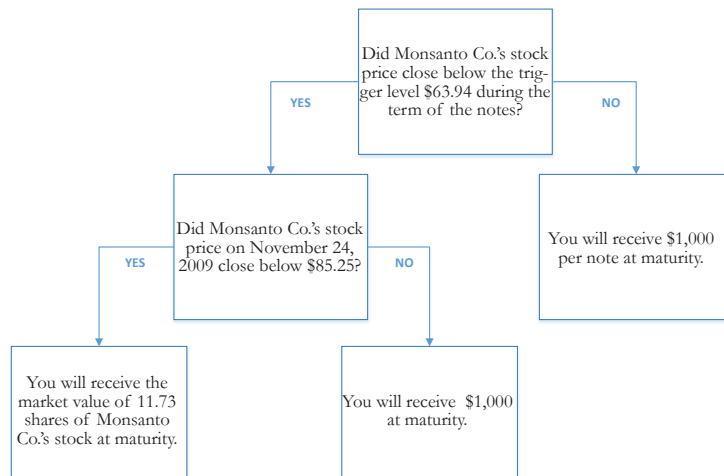 Did Monsanto Co.'s stock
price close below the trig-
ger level $63.94 during the
term of the notes?
YES
NO
Did Monsanto Co.'s stock
price on November 24,
2009 close below $85.25?
You will receive $1,000
per note at maturity.
YES
NO
You will receive the
market value of 11.73
shares of Monsanto
Co.'s stock at maturity.
You will receive $1,000
at maturity.